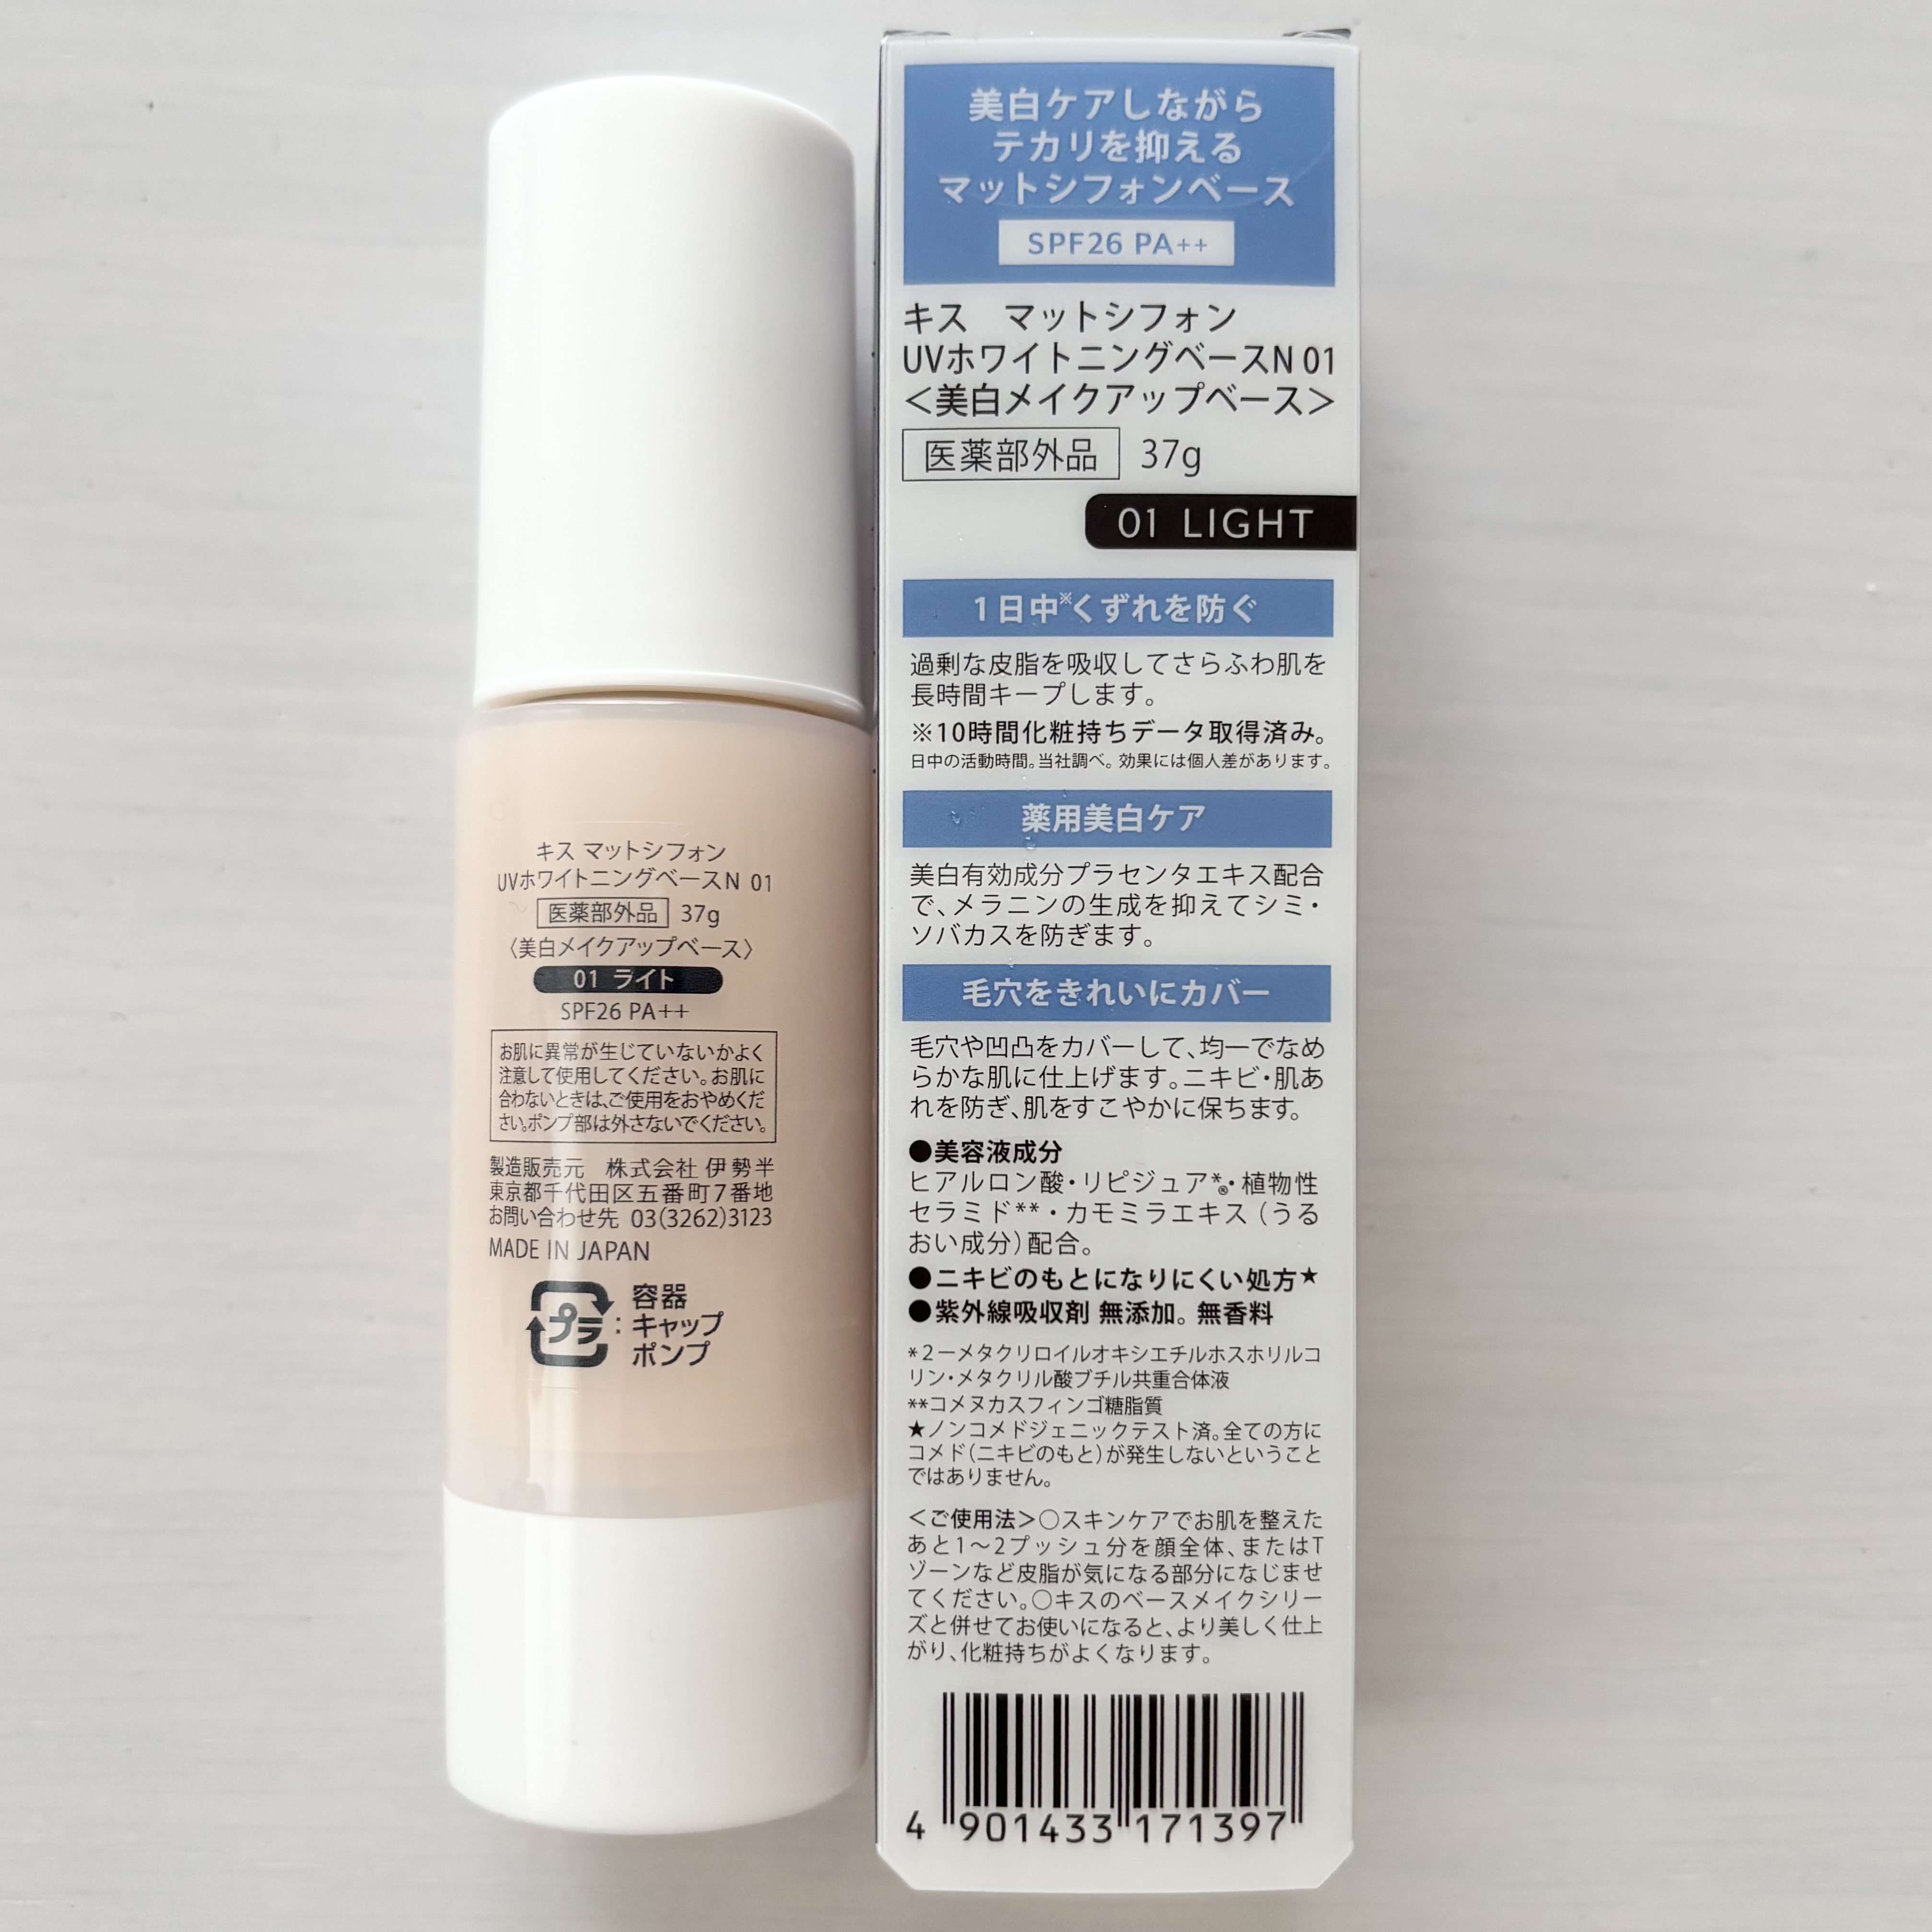 キス マットシフォン
UVホワイトニングベースN 01
医薬部外品 37g
〈美白メイクアップベース〉
01 ライト
SPF26 PA++
お肌に異常が生じていないかよく
注意して使用してください。お肌に
合わないときは、ご使用をおやめくだ
さい。ポンプ部は外さないでください。
製造販売元 株式会社 伊勢半
東京都千代田区五番町7番地
お問い合わせ先 03(3262)3123
MADE IN JAPAN
プラ : 容器
キャップ
ポンプ
美白ケアしながら
テカリを抑える
マットシフォンベース
SPF26 PA++
キス マットシフォン
UVホワイトニングベースN 01
＜美白メイクアップベース＞
医薬部外品 37g
01 LIGHT
1日中※くずれを防ぐ
過剰な皮脂を吸収してさらふわ肌を
長時間キープします。
※10時間化粧持ちデータ取得済み。
日中の活動時間。当社調べ。効果には個人差があります。
薬用美白ケア
美白有効成分プラセンタエキス配合
で、メラニンの生成を抑えてシミ・
ソバカスを防ぎます。
毛穴をきれいにカバー
毛穴や凹凸をカバーして、均一でなめ
らかな肌に仕上げます。ニキビ・肌あ
れを防ぎ、肌をすこやかに保ちます。
●美容液成分
ヒアルロン酸・リピジュア*®・植物性
セラミド**・カモミラエキス（うる
おい成分）配合。
●ニキビのもとになりにくい処方★
●紫外線吸収剤 無添加。無香料
*2－メタクリロイルオキシエチルホスホリルコ
リン・メタクリル酸ブチル共重合体液
**コメヌカスフィンゴ糖脂質
★ノンコメドジェニックテスト済。全ての方に
コメド（ニキビのもと）が発生しないということ
ではありません。
＜ご使用法＞○スキンケアでお肌を整えた
あと1～2プッシュ分を顔全体、またはT
ゾーンなど皮脂が気になる部分になじませ
てください。○キスのベースメイクシリー
ズと併せてお使いになると、より美しく仕上
がり、化粧持ちがよくなります。
4 901433 171397